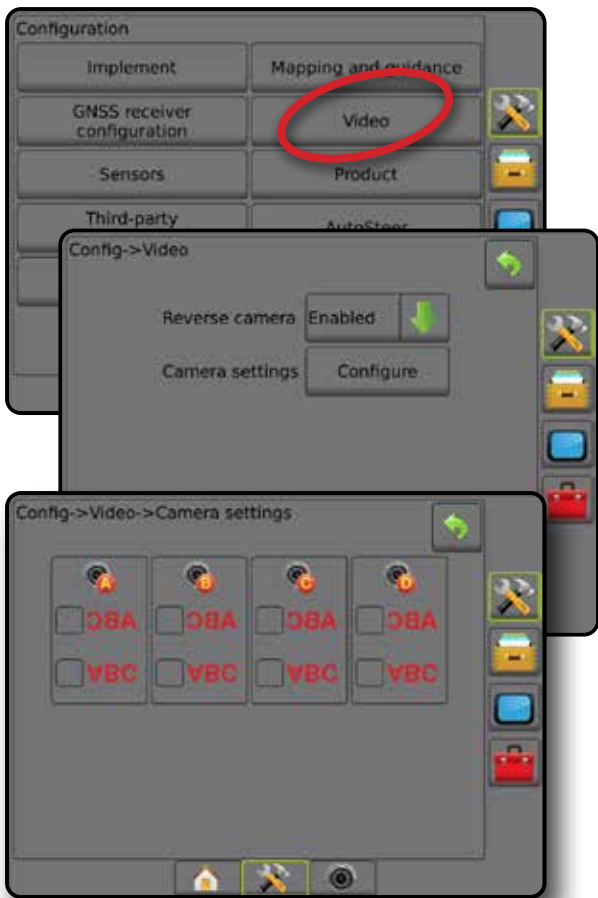 Configuration
Implement
Mapping and guidance
GNSS receiver
configuration
Video
Sensors
Product
Third-party
AutoSteer
Config->Video
Reverse camera
Enabled
Camera settings
Configure
Config->Video->Camera settings
A
B
C
D
ABC
ABC
ABC
ABC
ABC
ABC
ABC
ABC